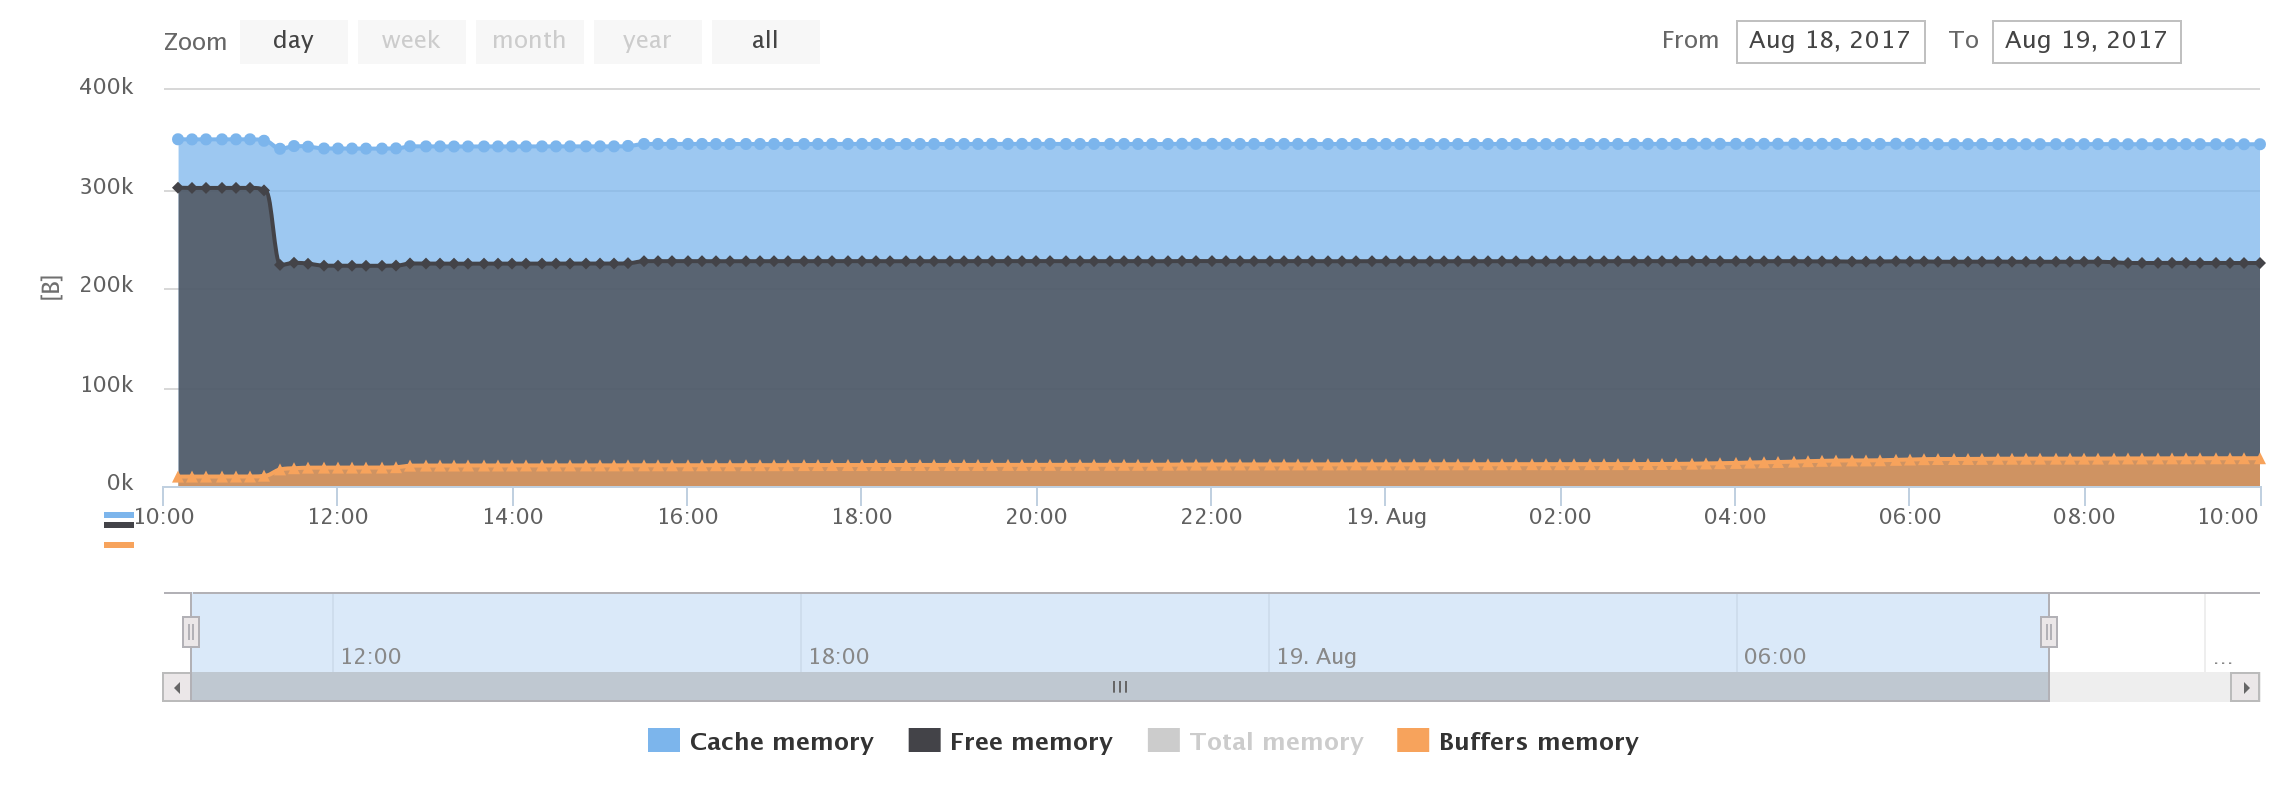 Zoom day week month year all From Aug 18, 2017 To Aug 19, 2017
400k
300k
200k
100k
0k
[B]
10:00 12:00 14:00 16:00 18:00 20:00 22:00 19. Aug 02:00 04:00 06:00 08:00 10:00
12:00 18:00 19. Aug 06:00 ...
Cache memory Free memory Total memory Buffers memory